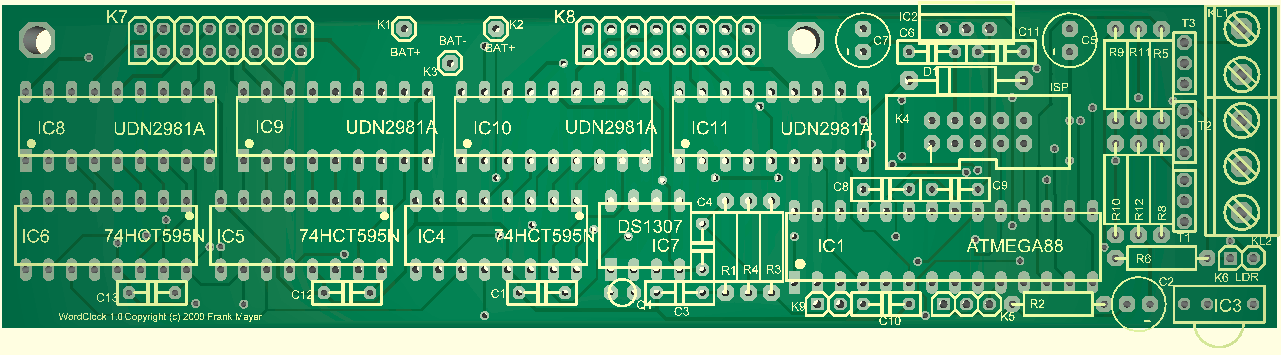 K7
K1
BAT+
BAT-
K3
K2
BAT+
K8
C7
IC2
C6
C11
C5
D1
ISP
K4
R9
R11
R5
T3
KL1
T2
IC8 UDN2981A
IC9 UDN2981A
IC10 UDN2981A
IC11 UDN2981A
C8
C9
R10
R12
R8
T1
KL2
IC6 74HCT595N
IC5 74HCT595N
IC4 74HCT595N
DS1307
IC7
C4
R1
R4
R3
IC1 ATMEGA88
R6
K6
LDR
C13
C12
C1
Q1
C3
K9
C10
K5
R2
C2
IC3
WordClock 1.0 Copyright (c) 2009 Frank Mayer